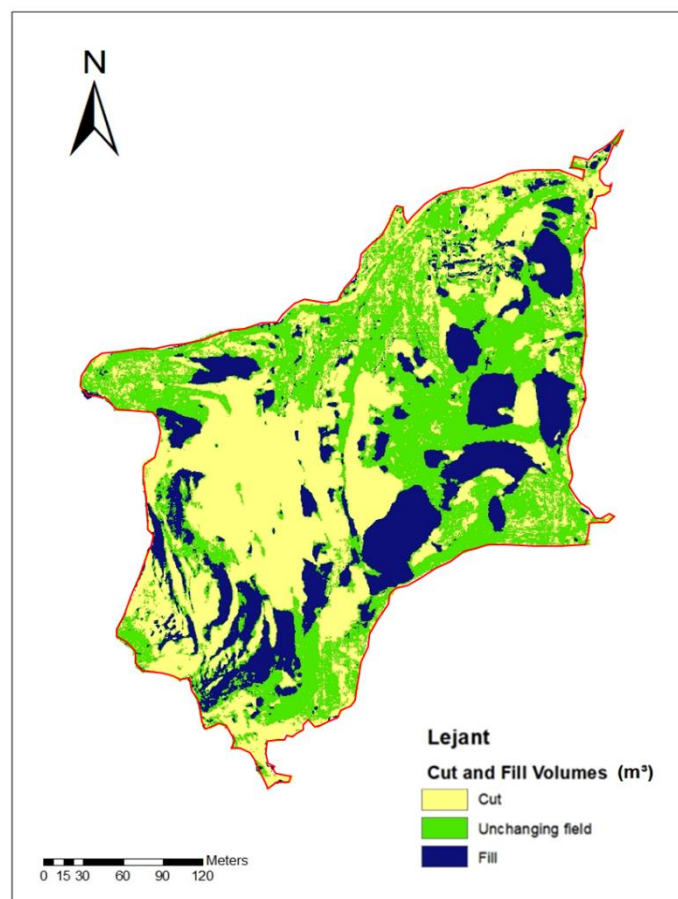 N
Lejant
Cut and Fill Volumes (m³)
Cut
Unchanging field
Fill
Meters
0 15 30 60 90 120